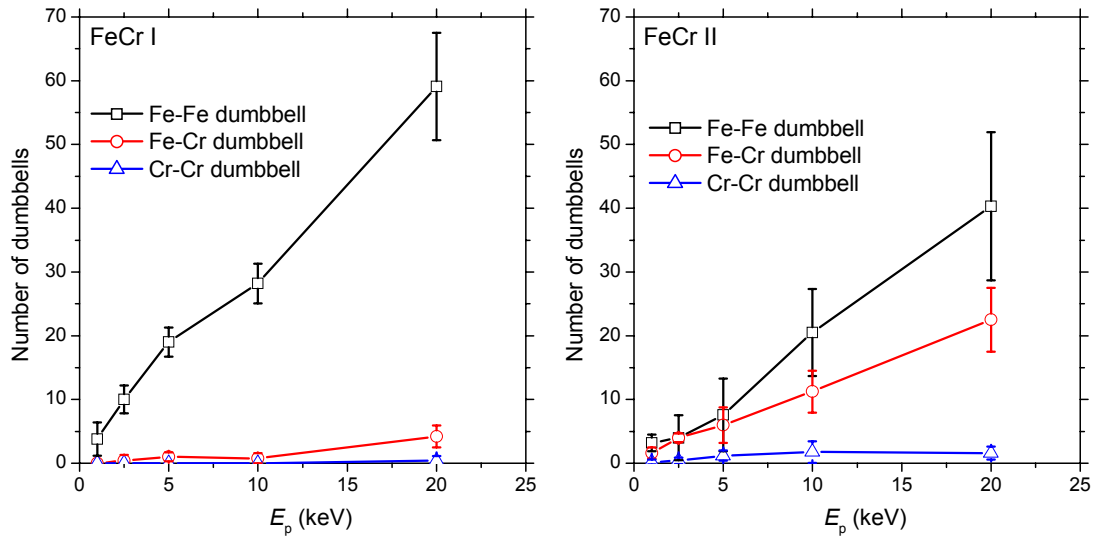 FeCr I
Fe-Fe dumbbell
Fe-Cr dumbbell
Cr-Cr dumbbell
Number of dumbbells
70
60
50
40
30
20
10
0
0 5 10 15 20 25
Ep (keV)
FeCr II
Fe-Fe dumbbell
Fe-Cr dumbbell
Cr-Cr dumbbell
Number of dumbbells
70
60
50
40
30
20
10
0
0 5 10 15 20 25
Ep (keV)